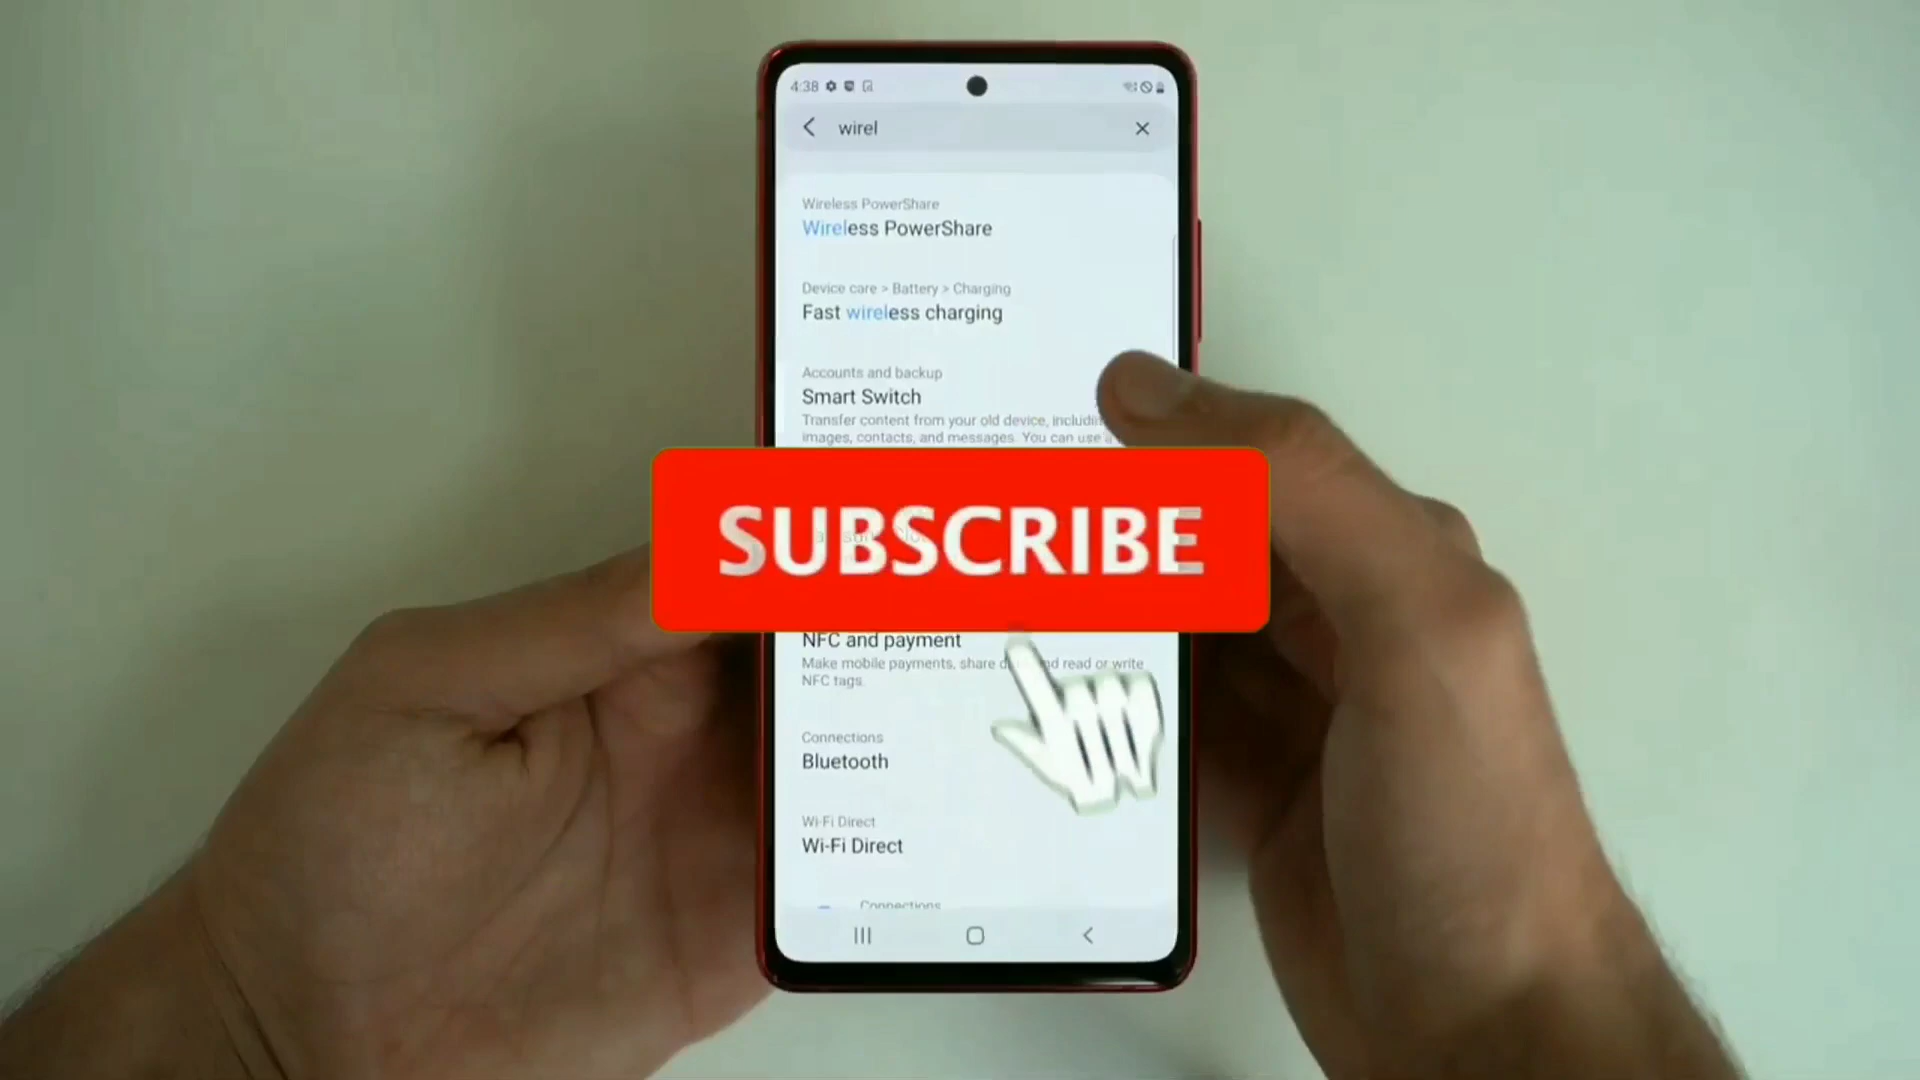 4:38
wirel
Wireless PowerShare
Wireless PowerShare
Device care > Battery > Charging
Fast wireless charging
Accounts and backup
Smart Switch
Transfer content from your old device, including
images, contacts, and messages. You can use a
SUBSCRIBE
NFC and payment
Make mobile payments, share and read or write
NFC tags.
Connections
Bluetooth
Wi-Fi Direct
Wi-Fi Direct
Connections